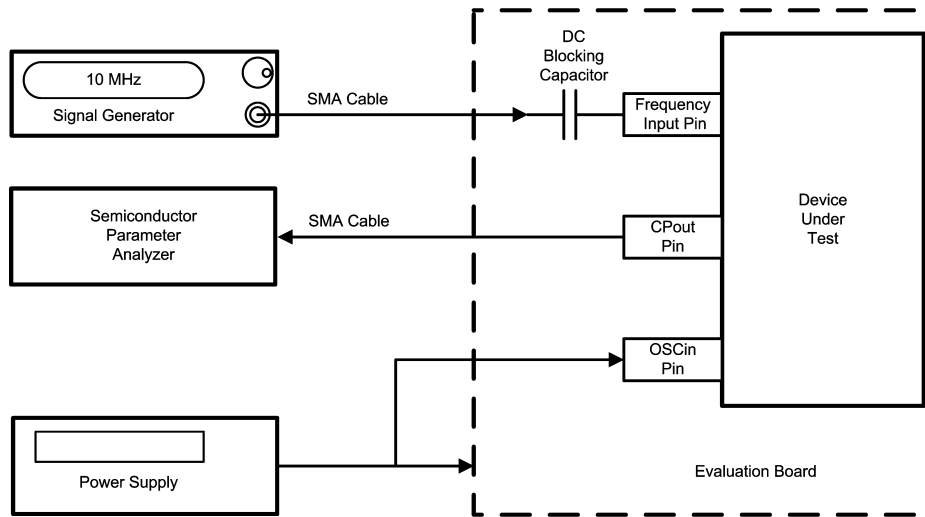 10 MHz
Signal Generator
SMA Cable
DC
Blocking
Capacitor
Frequency
Input Pin
Semiconductor
Parameter
Analyzer
SMA Cable
CPout
Pin
Device
Under
Test
OSCin
Pin
Power Supply
Evaluation Board